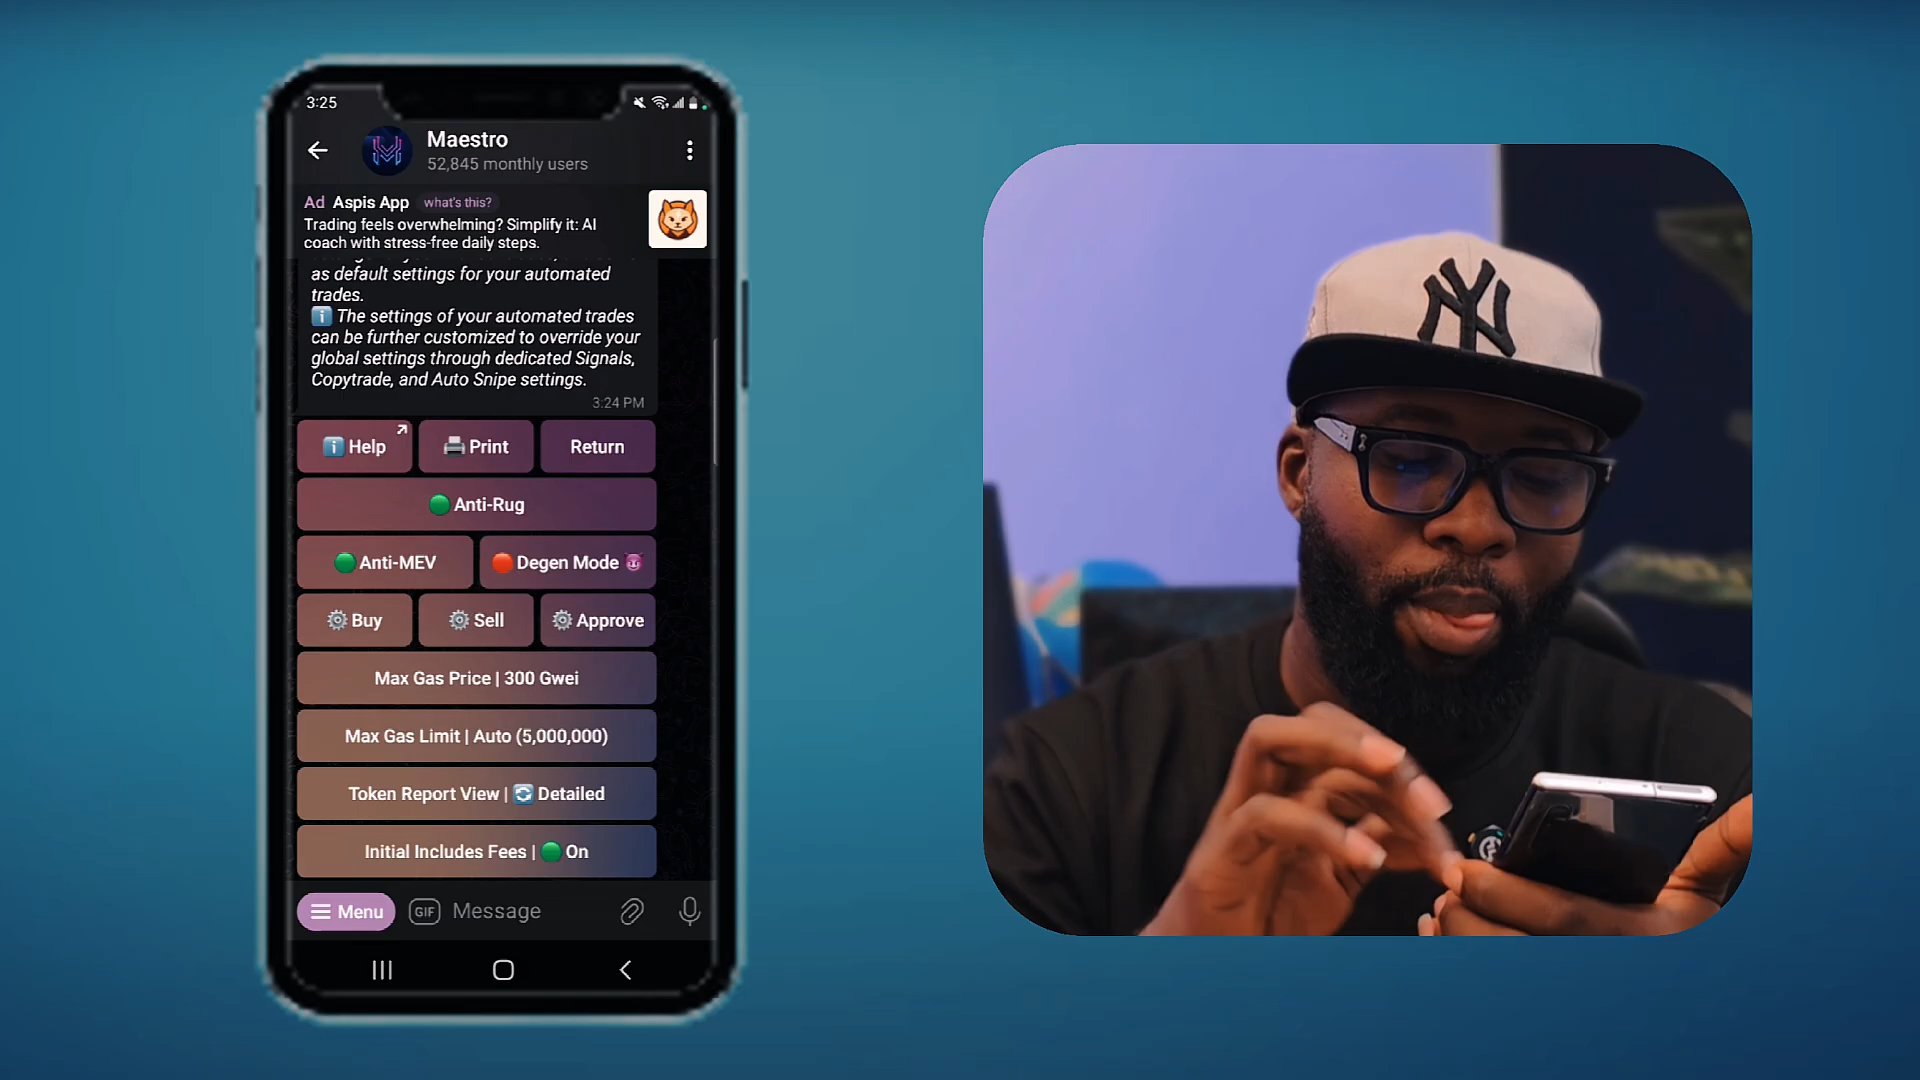 3:25
Maestro
52,845 monthly users
Ad Aspis App what's this?
Trading feels overwhelming? Simplify it: AI
coach with stress-free daily steps.
as default settings for your automated
trades.
The settings of your automated trades
can be further customized to override your
global settings through dedicated Signals,
Copytrade, and Auto Snipe settings.
3:24 PM
Help Print Return
Anti-Rug
Anti-MEV Degen Mode
Buy Sell Approve
Max Gas Price | 300 Gwei
Max Gas Limit | Auto (5,000,000)
Token Report View | Detailed
Initial Includes Fees | On
Menu GIF Message
NY